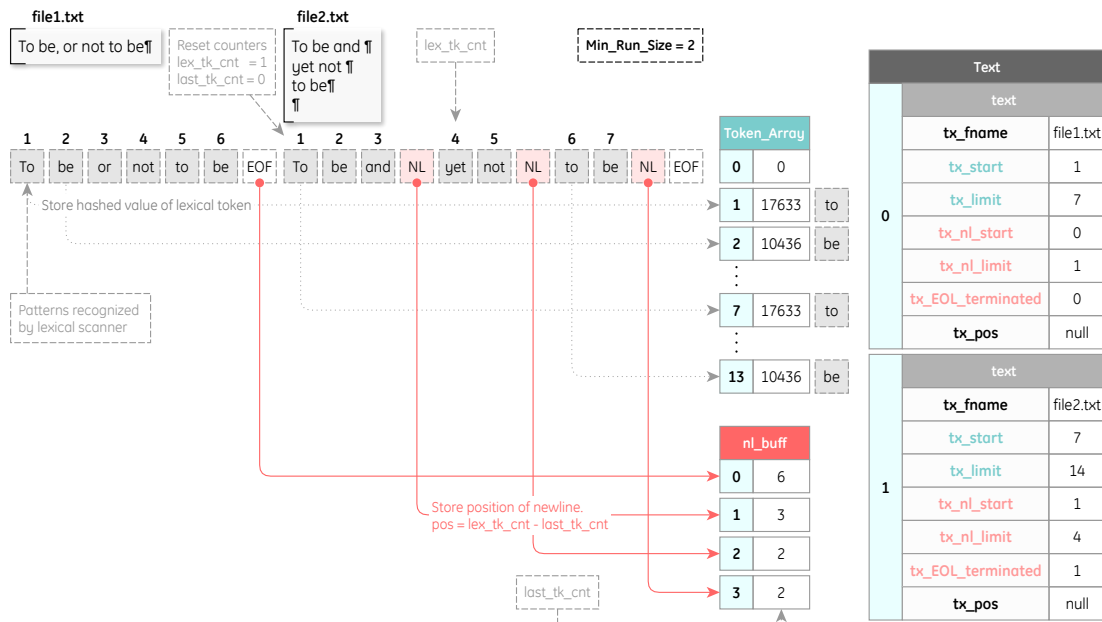 file1.txt
To be, or not to be¶
Reset counters
lex_tk_cnt = 1
last_tk_cnt = 0
file2.txt
To be and ¶
yet not ¶
to be¶
¶
lex_tk_cnt
Min_Run_Size = 2
1 2 3 4 5 6 1 2 3 4 5 6 7
To be or not to be EOF To be and NL yet not NL to be NL EOF
Store hashed value of lexical token
Patterns recognized
by lexical scanner
Token_Array
0 0
1 17633 to
2 10436 be
7 17633 to
13 10436 be
nl_buff
0 6
1 3
2 2
3 2
Store position of newline.
pos = lex_tk_cnt - last_tk_cnt
last_tk_cnt
Text
0
text
tx_fname file1.txt
tx_start 1
tx_limit 7
tx_nl_start 0
tx_nl_limit 1
tx_EOL_terminated 0
tx_pos null
1
text
tx_fname file2.txt
tx_start 7
tx_limit 14
tx_nl_start 1
tx_nl_limit 4
tx_EOL_terminated 1
tx_pos null